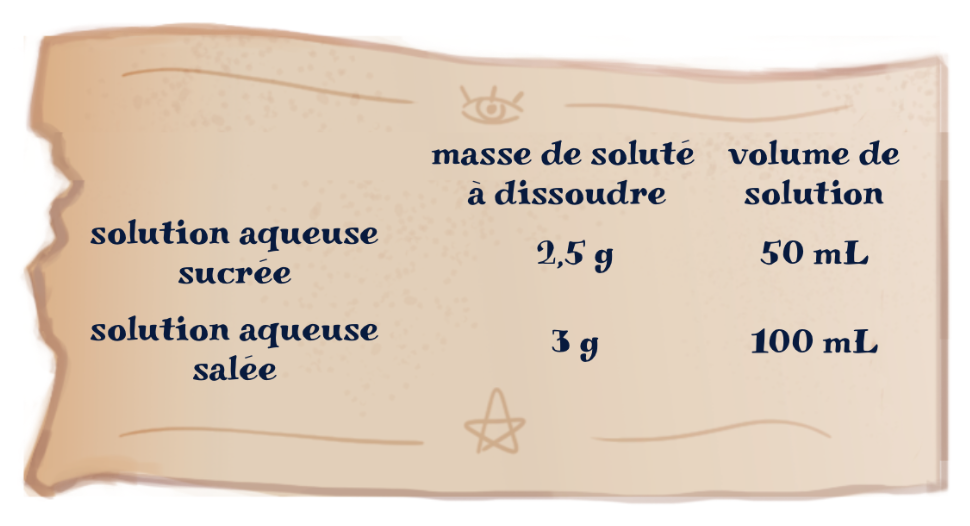 masse de soluté
à dissoudre
volume de
solution
solution aqueuse
sucrée
2,5 g
50 mL
solution aqueuse
salée
3 g
100 mL